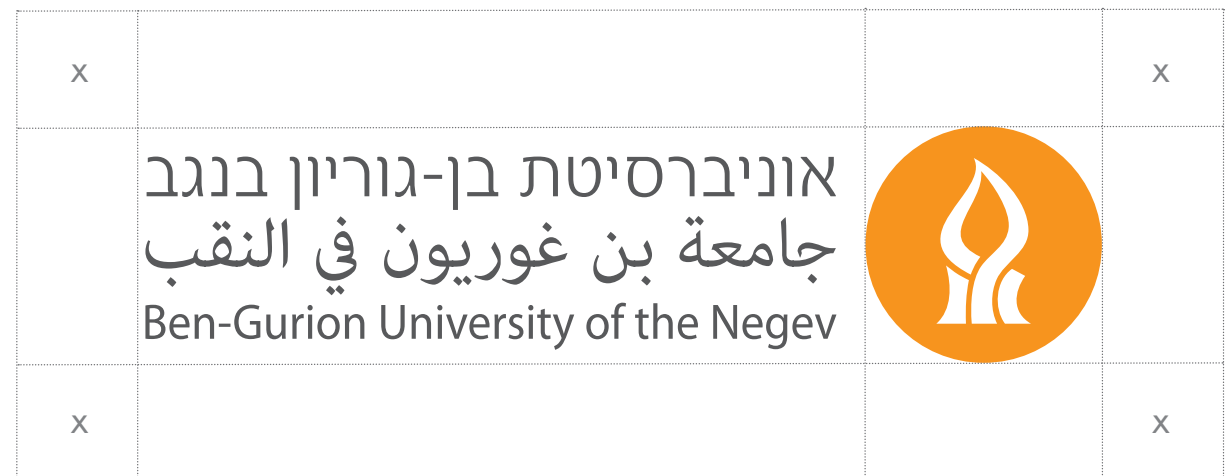 x x
אוניברסיטת בן-גוריון בנגב
جامعة بن غوريون في النقب
Ben-Gurion University of the Negev
x x